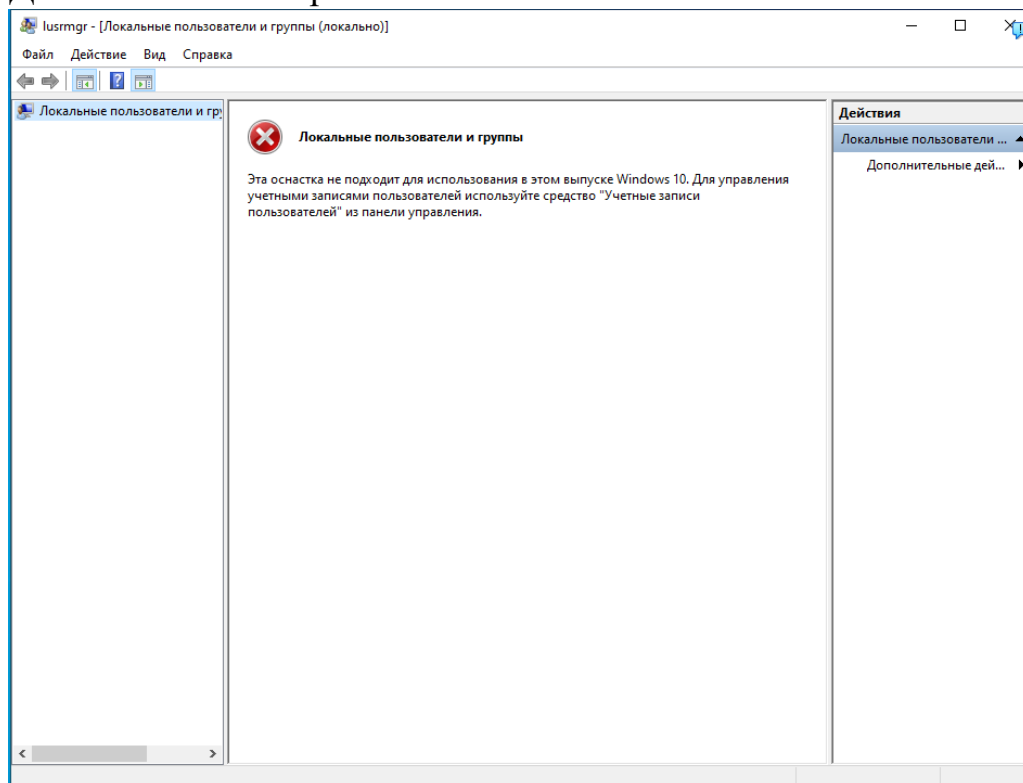 lusrmgr - [Локальные пользователи и группы (локально)]
Файл Действие Вид Справка
Локальные пользователи и гр
Локальные пользователи и группы
Эта оснастка не подходит для использования в этом выпуске Windows 10. Для управления
учетными записями пользователей используйте средство "Учетные записи
пользователей" из панели управления.
Действия
Локальные пользователи ...
Дополнительные дей...